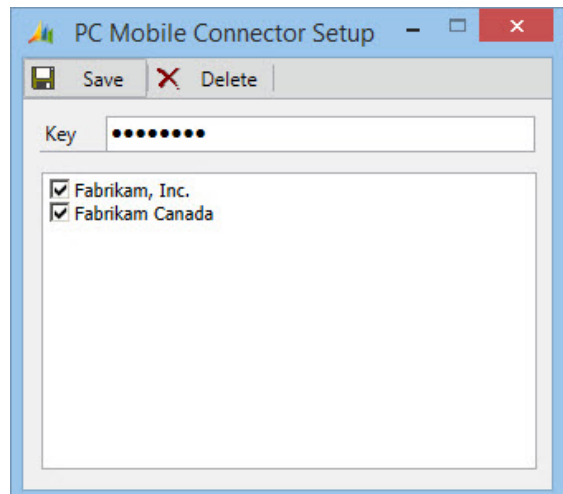 PC Mobile Connector Setup
Save Delete
Key ••••••••
Fabrikam, Inc.
Fabrikam Canada